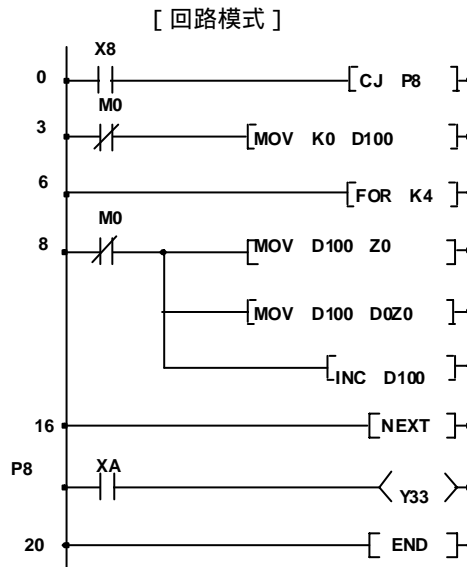 [ 回路模式 ]
X8
0 [CJ P8 ]
M0
3 [MOV K0 D100 ]
6 [FOR K4 ]
M0
8 [MOV D100 Z0 ]
[MOV D100 D0Z0 ]
[INC D100 ]
16 [NEXT ]
P8 XA
Y33
20 [ END ]